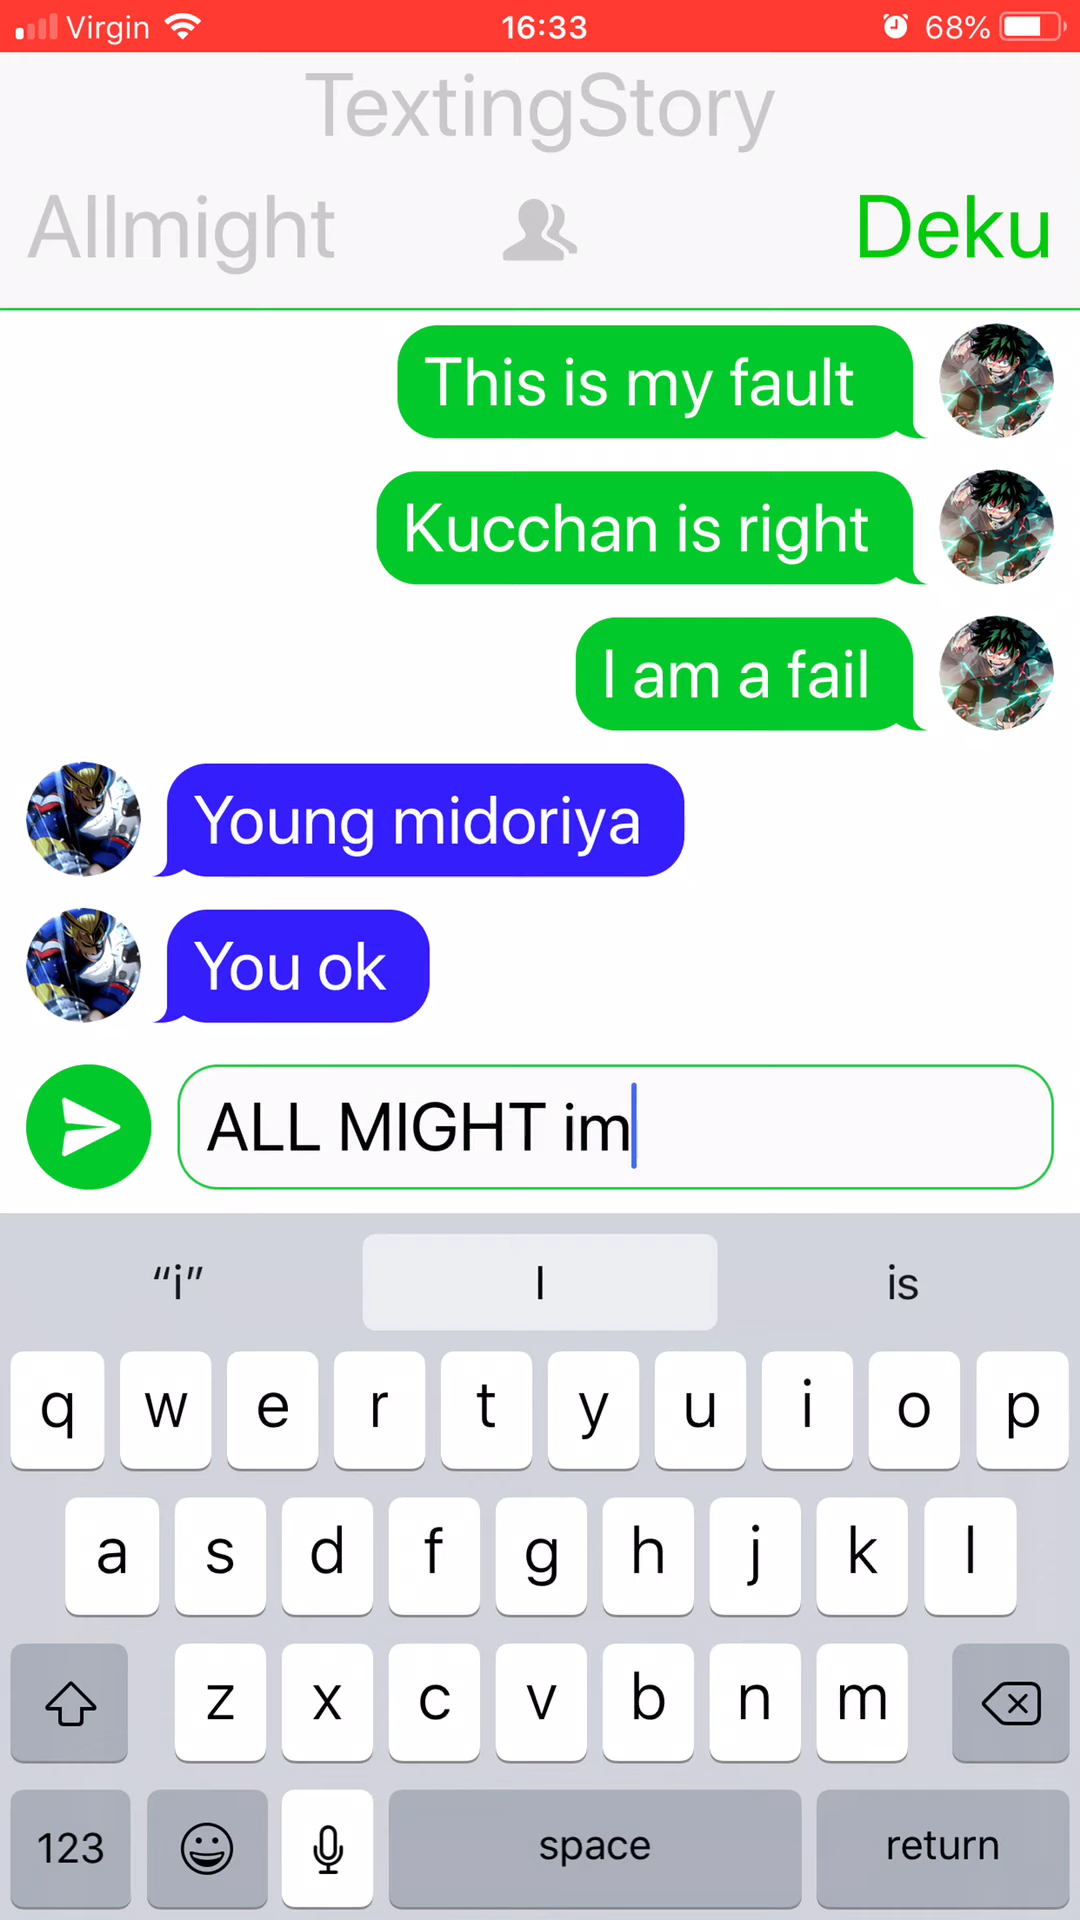 Virgin 16:33 68%
TextingStory
Allmight Deku
This is my fault
Kucchan is right
I am a fail
Young midoriya
You ok
ALL MIGHT im
“i” I is
q w e r t y u i o p
a s d f g h j k l
z x c v b n m
123 space return